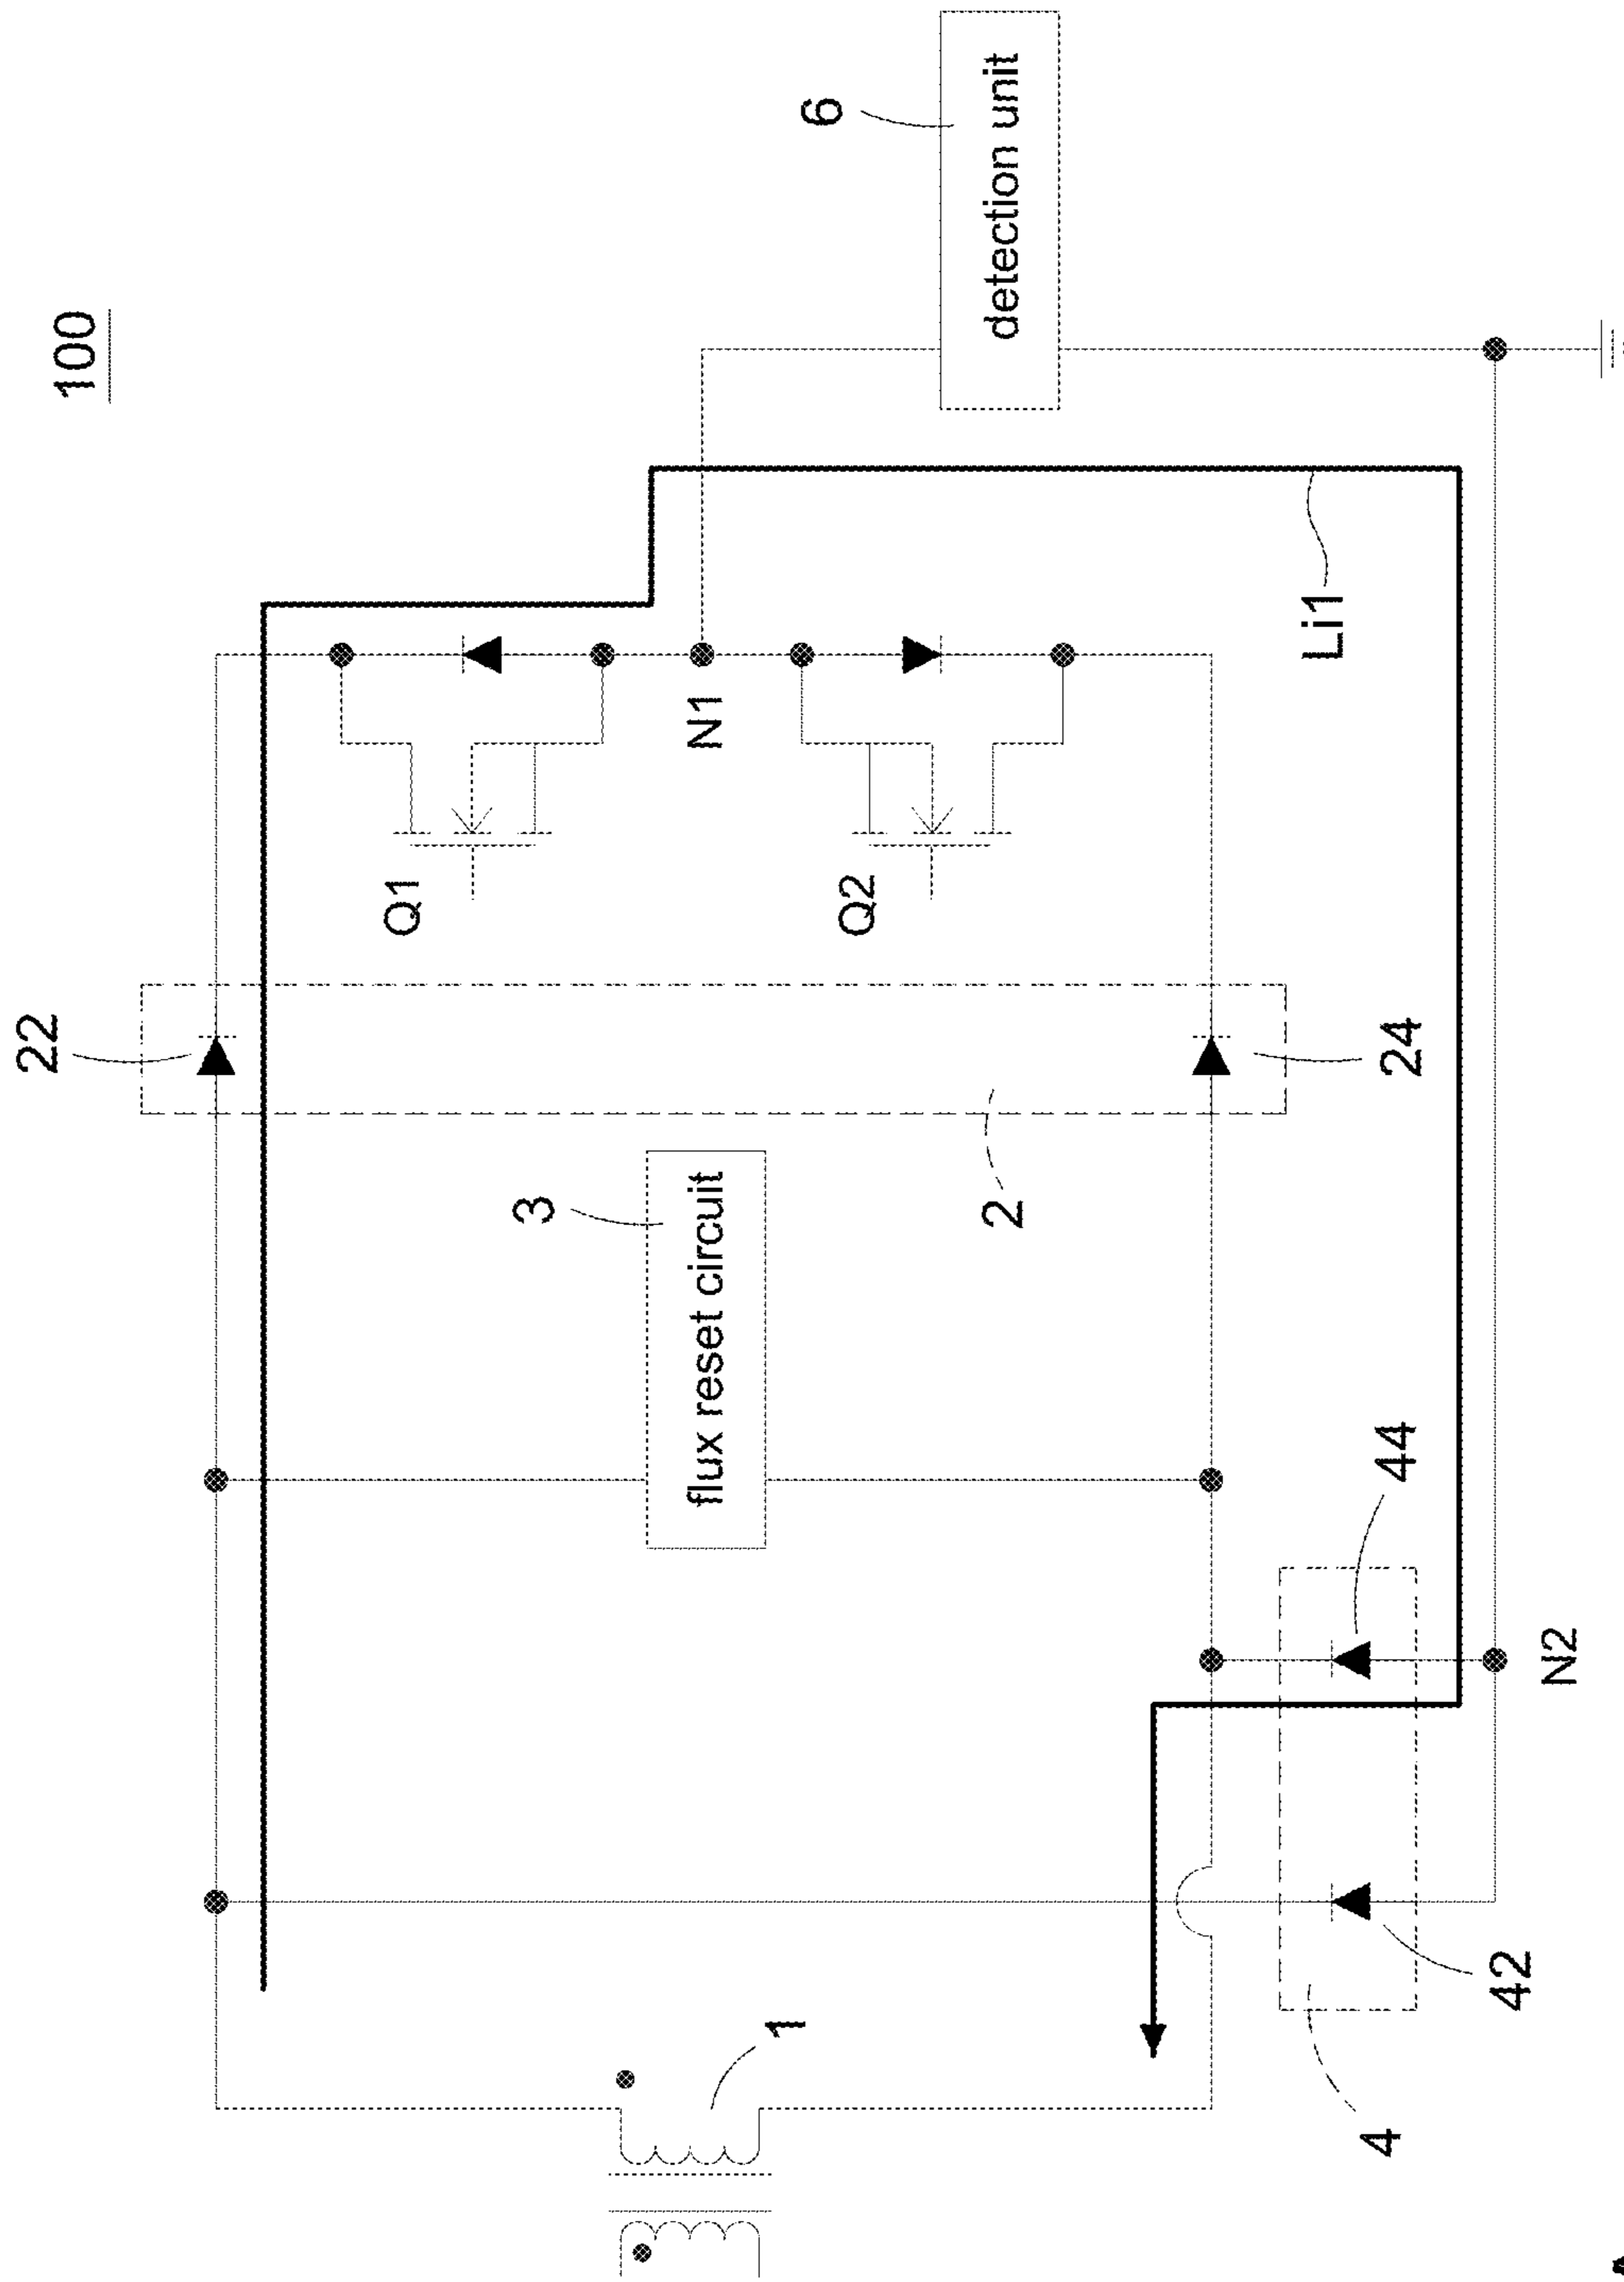 100
22
Q1
N1
6
detection unit
3
flux reset circuit
Q2
2
24
Li1
1
44
4
42
N2